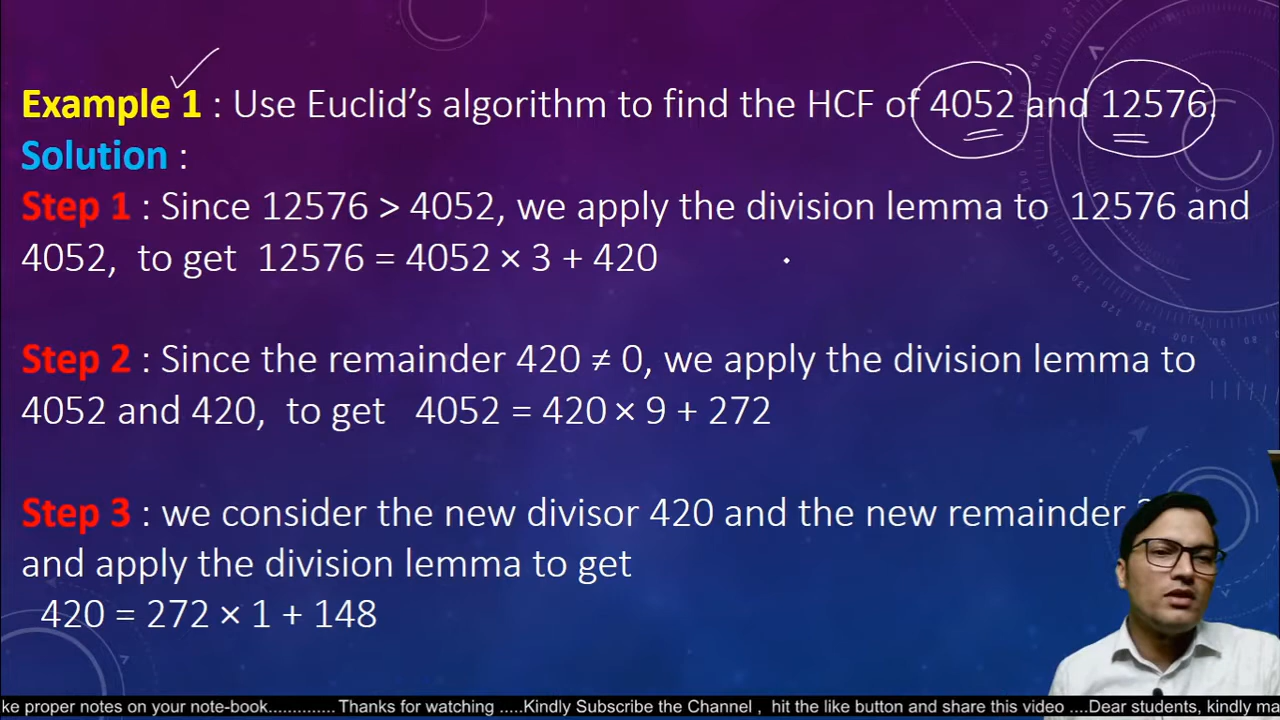 Example 1 : Use Euclid's algorithm to find the HCF of 4052 and 12576.
Solution :
Step 1 : Since 12576 > 4052, we apply the division lemma to 12576 and
4052, to get 12576 = 4052 × 3 + 420
Step 2 : Since the remainder 420 ≠ 0, we apply the division lemma to
4052 and 420, to get 4052 = 420 × 9 + 272
Step 3 : we consider the new divisor 420 and the new remainder
and apply the division lemma to get
420 = 272 × 1 + 148
ke proper notes on your note-book............. Thanks for watching .....Kindly Subscribe the Channel , hit the like button and share this video ....Dear students, kindly ma